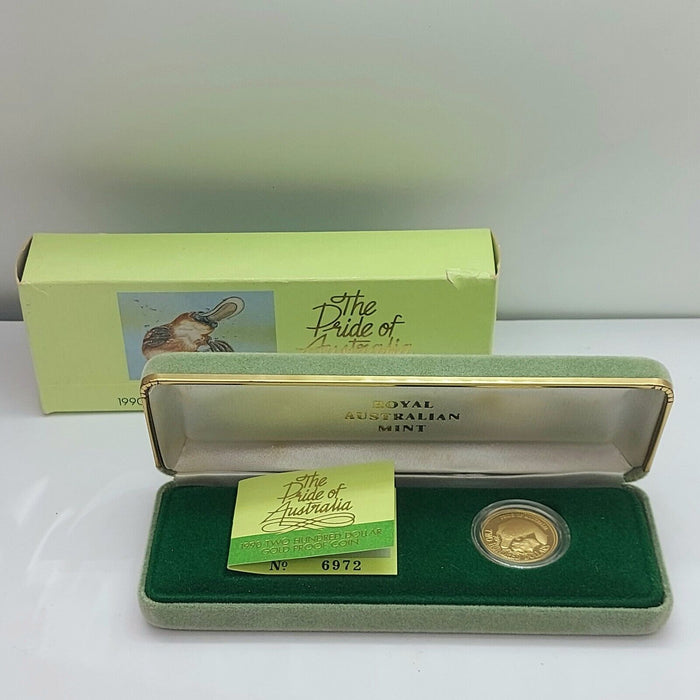 The
Pride of
Australia
1990
ROYAL
AUSTRALIAN
MINT
The
Pride of
Australia
1990 TWO HUNDRED DOLLAR
GOLD PROOF COIN
Nº 6972